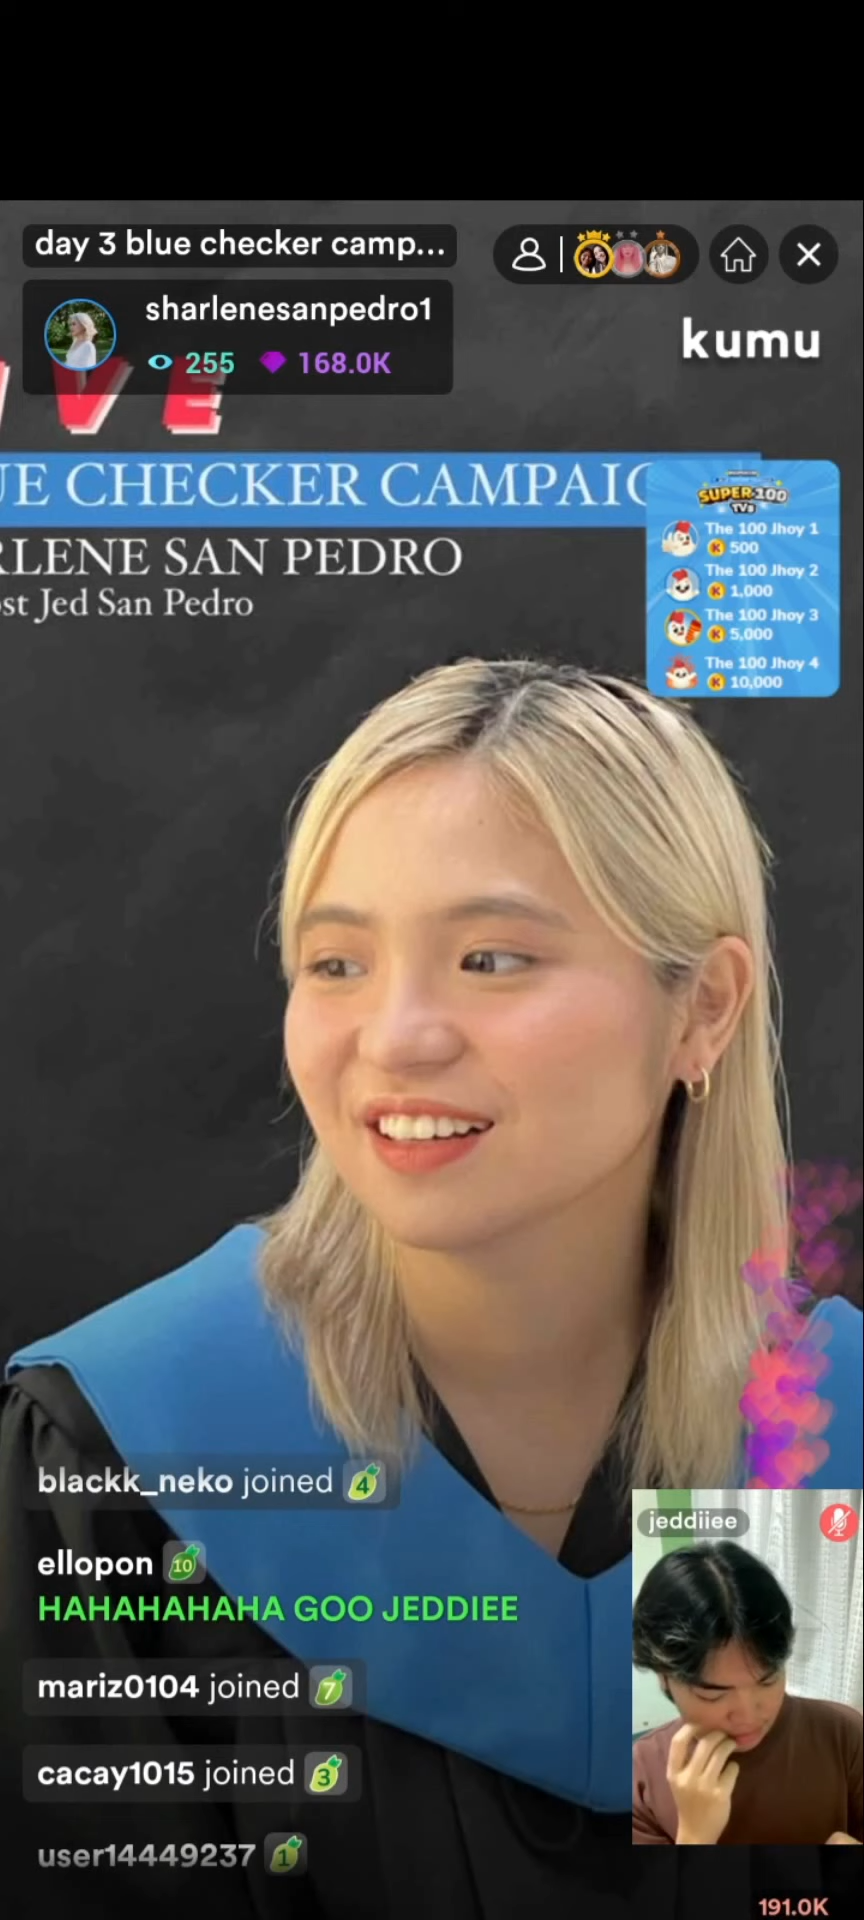 day 3 blue checker camp...
sharlenesanpedro1
255 168.0K
kumu
IVE
UE CHECKER CAMPAIG
RLENE SAN PEDRO
st Jed San Pedro
SUPER 100
TVs
The 100 Jhoy 1
500
The 100 Jhoy 2
1,000
The 100 Jhoy 3
5,000
The 100 Jhoy 4
10,000
blackk_neko joined 4
ellopon 10
HAHAHAHAHA GOO JEDDIEE
mariz0104 joined 7
cacay1015 joined 3
user14449237 1
jeddiiee
191.0K